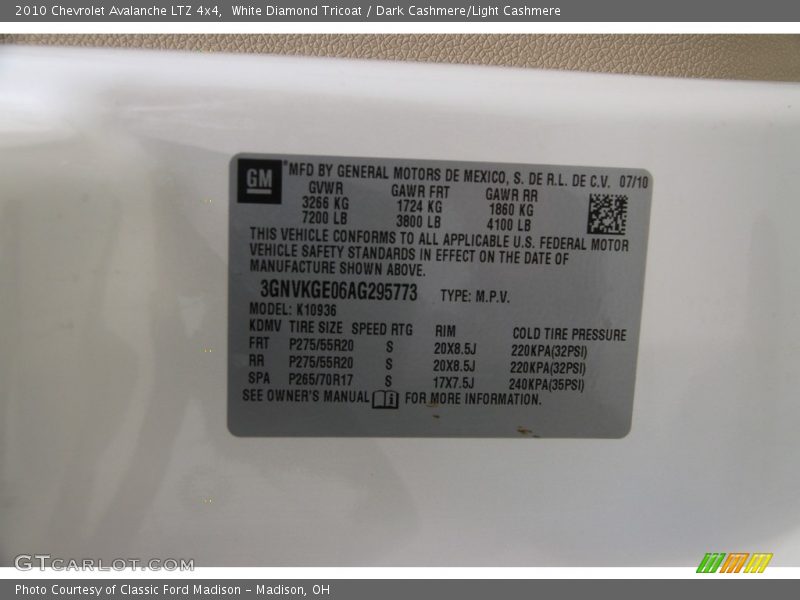 2010 Chevrolet Avalanche LTZ 4x4, White Diamond Tricoat / Dark Cashmere/Light Cashmere
GM MFD BY GENERAL MOTORS DE MEXICO, S. DE R.L. DE C.V. 07/10
GVWR GAWR FRT GAWR RR
3266 KG 1724 KG 1860 KG
7200 LB 3800 LB 4100 LB
THIS VEHICLE CONFORMS TO ALL APPLICABLE U.S. FEDERAL MOTOR
VEHICLE SAFETY STANDARDS IN EFFECT ON THE DATE OF
MANUFACTURE SHOWN ABOVE.
3GNVKGE06AG295773 TYPE: M.P.V.
MODEL: K10936
KDMV TIRE SIZE SPEED RTG RIM COLD TIRE PRESSURE
FRT P275/55R20 S 20X8.5J 220KPA(32PSI)
RR P275/55R20 S 20X8.5J 220KPA(32PSI)
SPA P265/70R17 S 17X7.5J 240KPA(35PSI)
SEE OWNER'S MANUAL FOR MORE INFORMATION.
GTCARLOT.COM
Photo Courtesy of Classic Ford Madison - Madison, OH